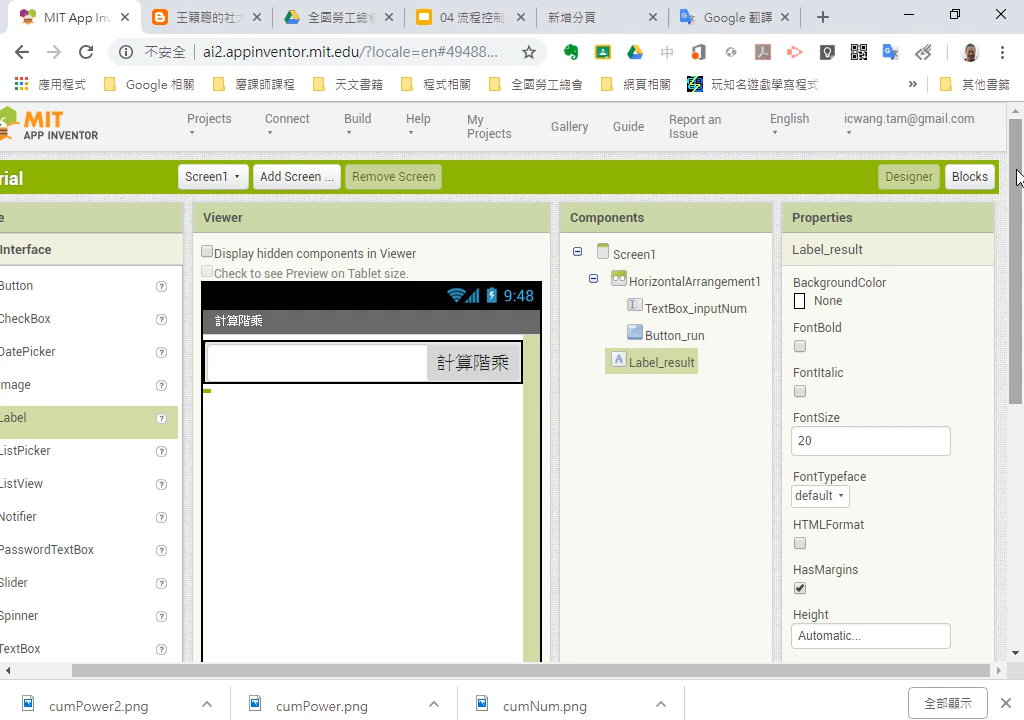 MIT App Inv
王穎聰的社
全國勞工總會
04 流程控制
新增分頁
Google 翻譯
不安全
ai2.appinventor.mit.edu/?locale=en#49488...
應用程式
Google 相關
磨課師課程
天文書籍
程式相關
全國勞工總會
網頁相關
玩知名遊戲學寫程式
»
其他書籤
MIT
APP INVENTOR
Projects
Connect
Build
Help
My Projects
Gallery
Guide
Report an Issue
English
icwang.tam@gmail.com
rial
Screen1
Add Screen ...
Remove Screen
Designer
Blocks
e
Viewer
Components
Properties
Interface
Button
CheckBox
DatePicker
mage
Label
ListPicker
ListView
Notifier
PasswordTextBox
Slider
Spinner
TextBox
Display hidden components in Viewer
Check to see Preview on Tablet size.
9:48
計算階乘
計算階乘
Screen1
HorizontalArrangement1
TextBox_inputNum
Button_run
A Label_result
Label_result
BackgroundColor
None
FontBold
FontItalic
FontSize
20
FontTypeface
default
HTMLFormat
HasMargins
Height
Automatic...
cumPower2.png
cumPower.png
cumNum.png
全部顯示